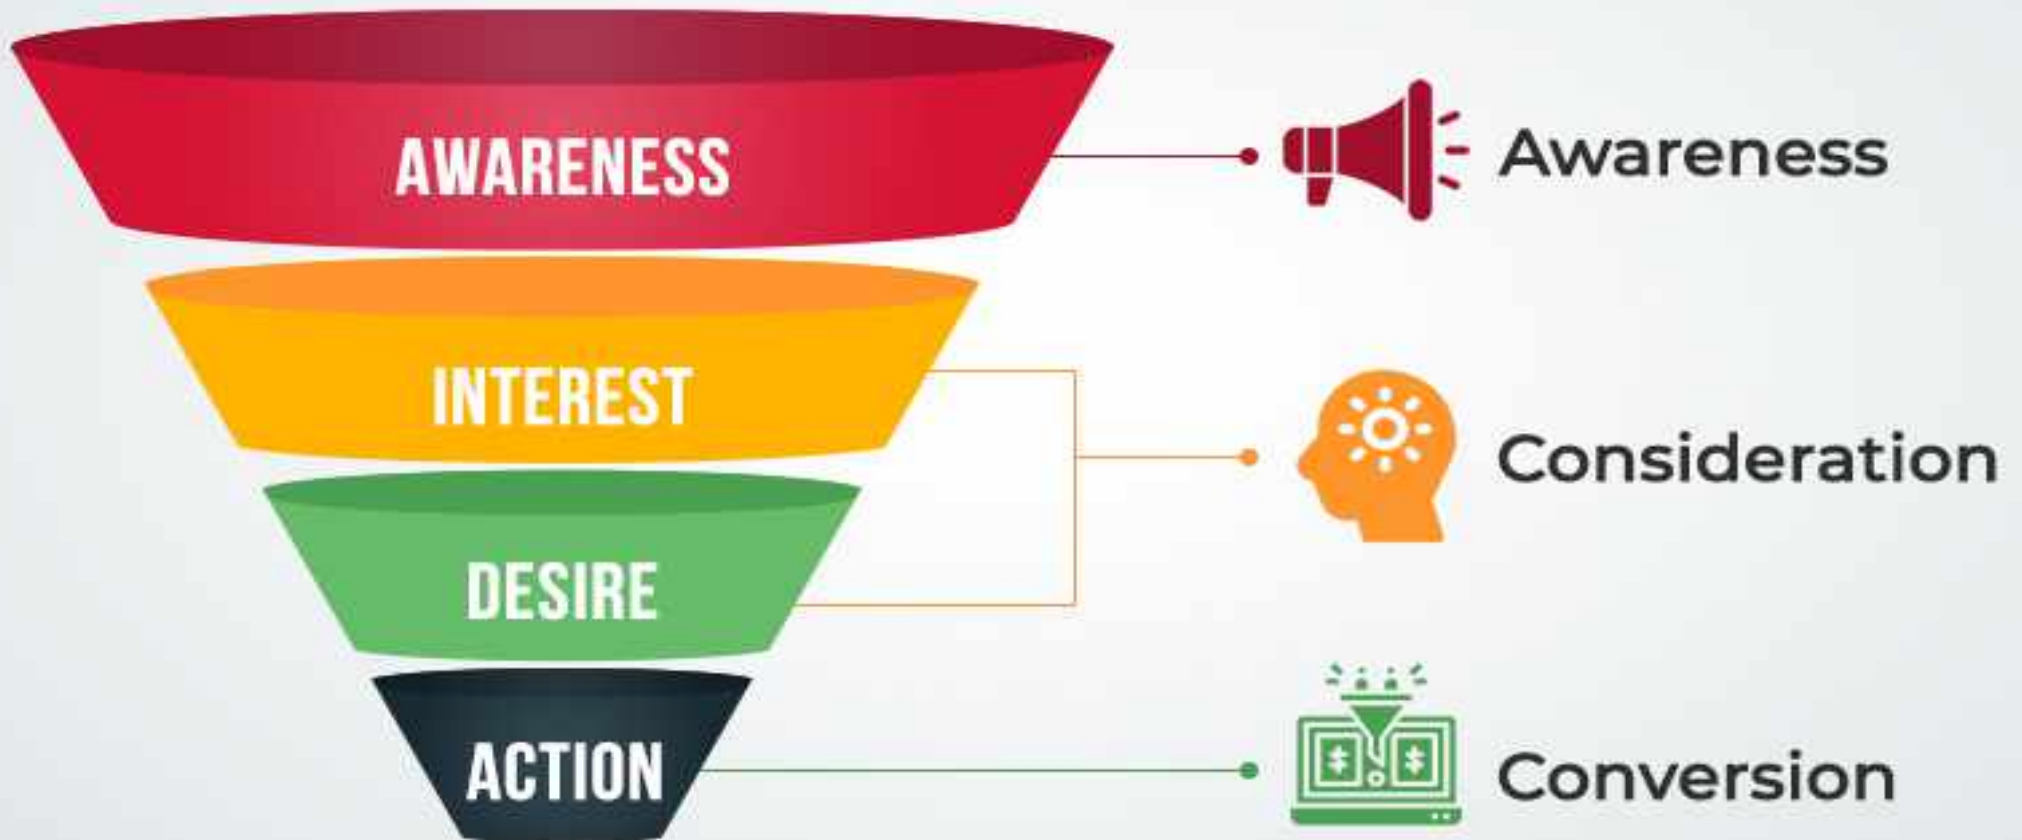 AWARENESS
Awareness
INTEREST
Consideration
DESIRE
ACTION
Conversion
$ $